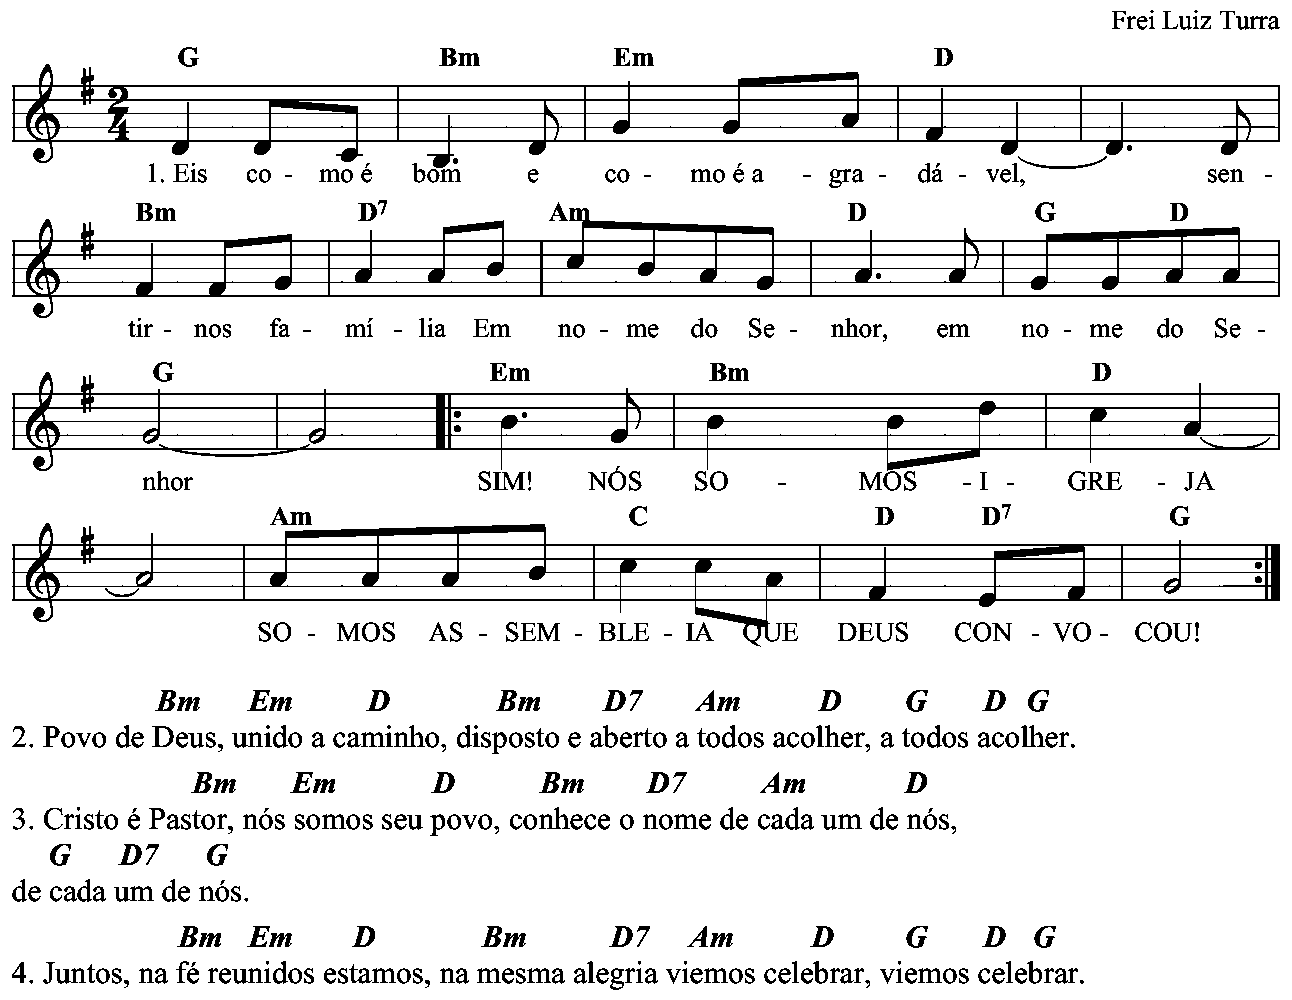 Frei Luiz Turra
G Bm Em D
2 4
1. Eis co - mo é bom e co - mo é a - gra - dá - vel, sen -
Bm D7 Am D G D
tir - nos fa - mí - lia Em no - me do Se - nhor, em no - me do Se -
G Em Bm D
nhor SIM! NÓS SO - MOS - I - GRE - JA
Am C D D7 G
SO - MOS AS - SEM - BLE - IA QUE DEUS CON - VO - COU!
Bm Em D Bm D7 Am D G D G
2. Povo de Deus, unido a caminho, disposto e aberto a todos acolher, a todos acolher.
Bm Em D Bm D7 Am D
3. Cristo é Pastor, nós somos seu povo, conhece o nome de cada um de nós,
G D7 G
de cada um de nós.
Bm Em D Bm D7 Am D G D G
4. Juntos, na fé reunidos estamos, na mesma alegria viemos celebrar, viemos celebrar.